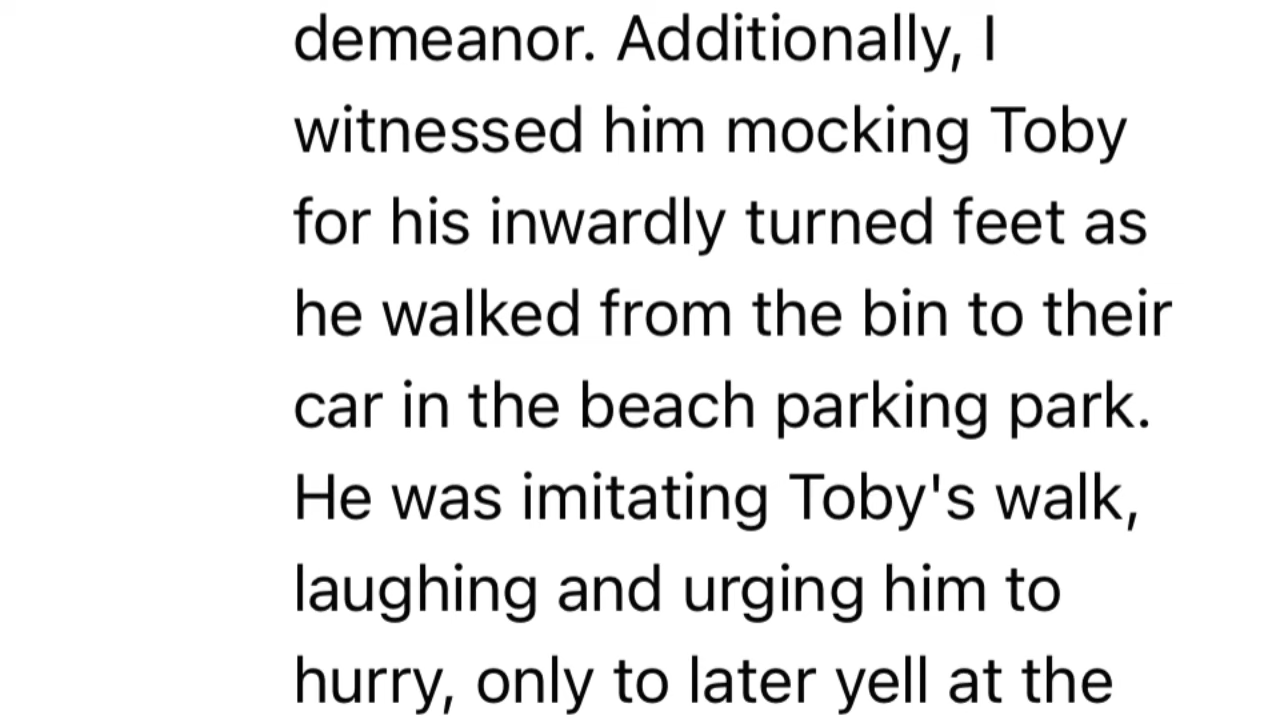 demeanor. Additionally, I
witnessed him mocking Toby
for his inwardly turned feet as
he walked from the bin to their
car in the beach parking park.
He was imitating Toby's walk,
laughing and urging him to
hurry, only to later yell at the